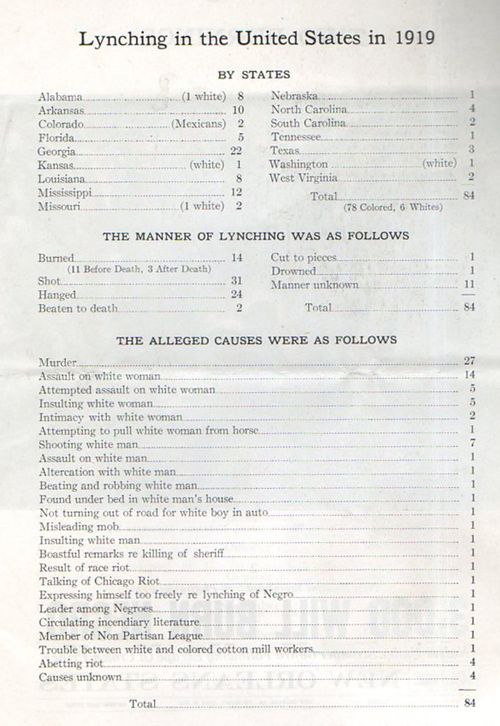 Lynching in the United States in 1919
BY STATES
Alabama (1 white) 8
Arkansas 10
Colorado (Mexicans) 2
Florida 5
Georgia 22
Kansas (white) 1
Louisiana 8
Mississippi 12
Missouri (1 white) 2
Nebraska 1
North Carolina 4
South Carolina 2
Tennessee 1
Texas 3
Washington (white) 1
West Virginia 2
Total 84
(78 Colored, 6 Whites)
THE MANNER OF LYNCHING WAS AS FOLLOWS
Burned 14
(11 Before Death, 3 After Death)
Shot 31
Hanged 24
Beaten to death 2
Cut to pieces 1
Drowned 1
Manner unknown 11
Total 84
THE ALLEGED CAUSES WERE AS FOLLOWS
Murder 27
Assault on white woman 14
Attempted assault on white woman 5
Insulting white woman 5
Intimacy with white woman 2
Attempting to pull white woman from horse 1
Shooting white man 7
Assault on white man 1
Altercation with white man 1
Beating and robbing white man 1
Found under bed in white man's house 1
Not turning out of road for white boy in auto 1
Misleading mob 1
Insulting white man 1
Boastful remarks re killing of sheriff 1
Result of race riot 1
Talking of Chicago Riot 1
Expressing himself too freely re lynching of Negro 1
Leader among Negroes 1
Circulating incendiary literature 1
Member of Non Partisan League 1
Trouble between white and colored cotton mill workers 1
Abetting riot 4
Causes unknown 4
Total 84